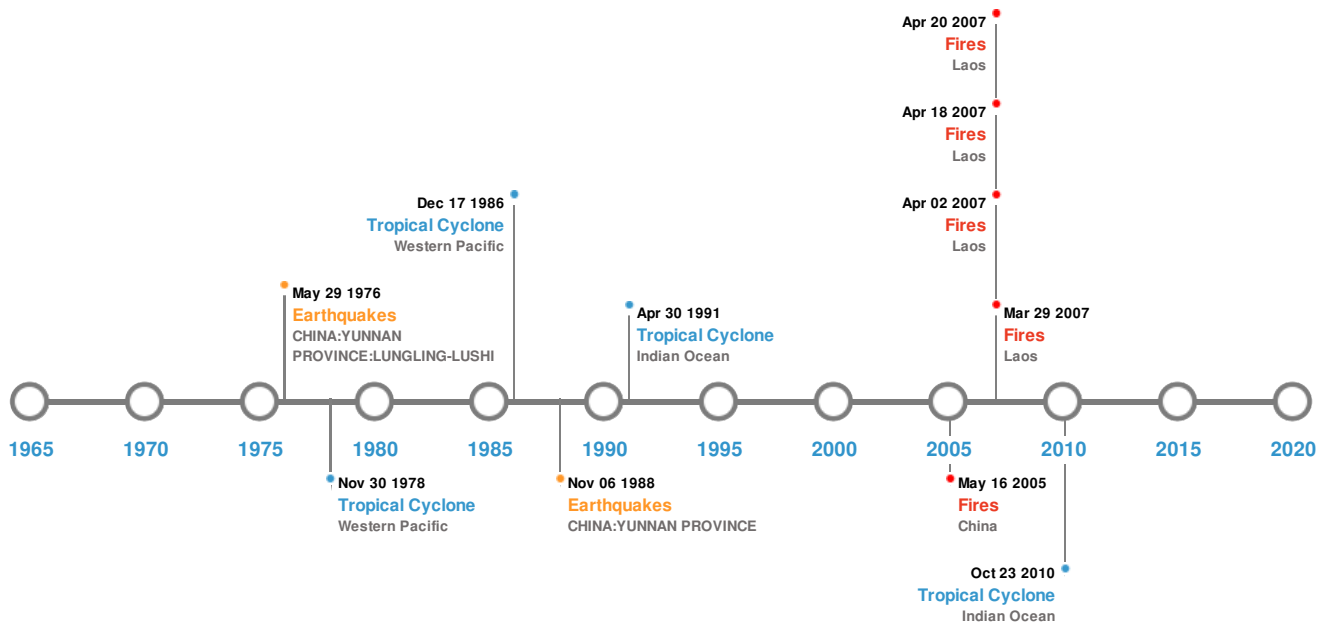 Apr 20 2007
Fires
Laos
Apr 18 2007
Fires
Laos
Apr 02 2007
Fires
Laos
Dec 17 1986
Tropical Cyclone
Western Pacific
May 29 1976
Earthquakes
CHINA:YUNNAN
PROVINCE:LUNGLING-LUSHI
Apr 30 1991
Tropical Cyclone
Indian Ocean
Mar 29 2007
Fires
Laos
1965 1970 1975 1980 1985 1990 1995 2000 2005 2010 2015 2020
Nov 30 1978
Tropical Cyclone
Western Pacific
Nov 06 1988
Earthquakes
CHINA:YUNNAN PROVINCE
May 16 2005
Fires
China
Oct 23 2010
Tropical Cyclone
Indian Ocean